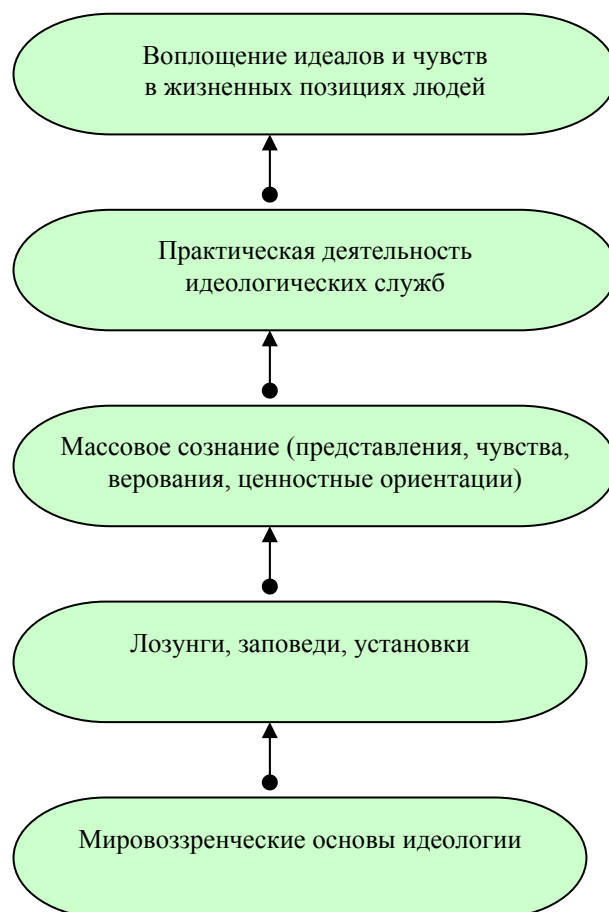 Воплощение идеалов и чувств
в жизненных позициях людей
Практическая деятельность
идеологических служб
Массовое сознание (представления, чувства,
верования, ценностные ориентации)
Лозунги, заповеди, установки
Мировоззренческие основы идеологии